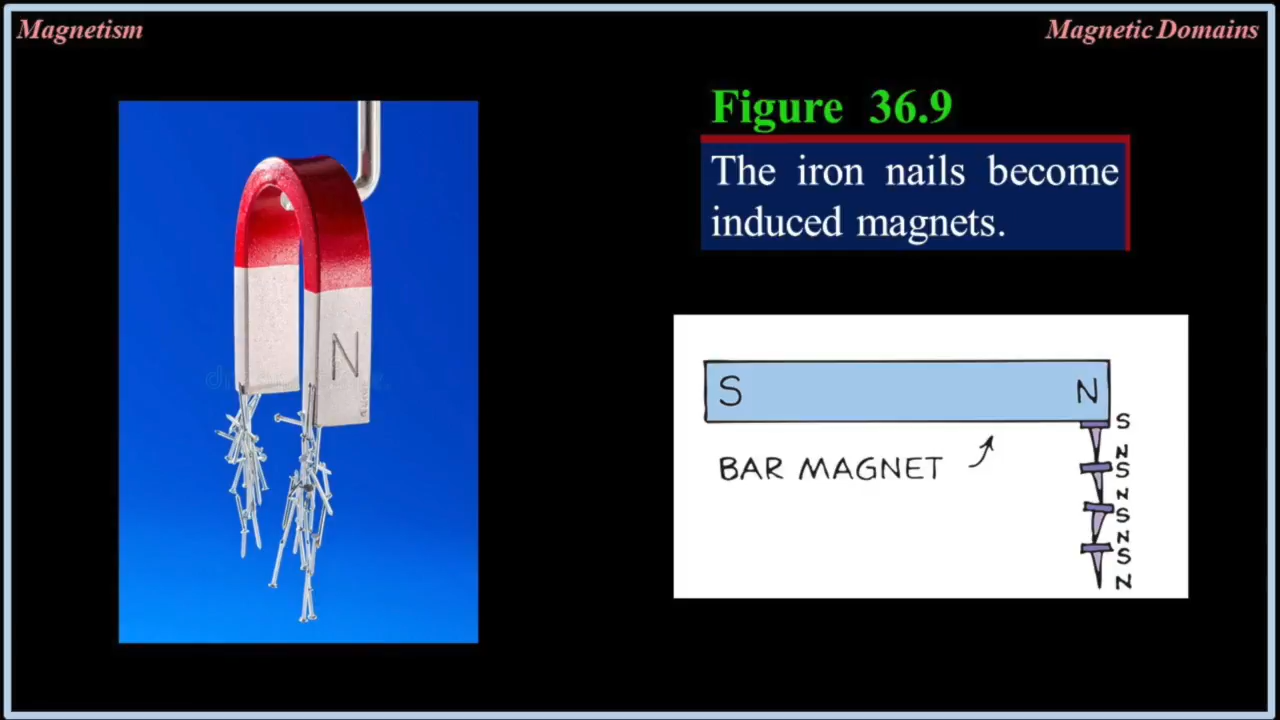 Magnetism
Magnetic Domains
Figure 36.9
The iron nails become
induced magnets.
N
S
N
BAR MAGNET
S
N
S
N
S
N
S
N